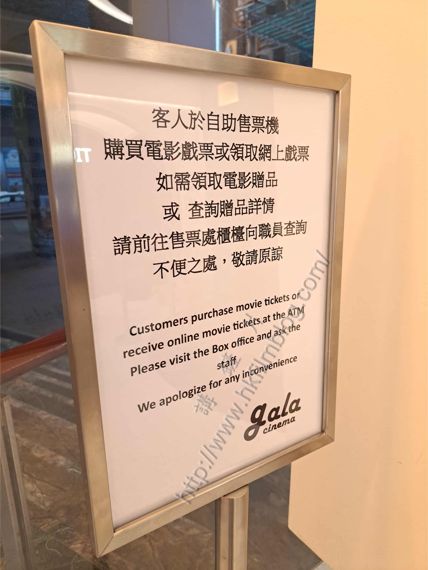 客人於自助售票機
購買電影戲票或領取網上戲票
如需領取電影贈品
或 查詢贈品詳情
請前往售票處櫃檯向職員查詢
不便之處，敬請原諒
Customers purchase movie tickets or
receive online movie tickets at the ATM
Please visit the Box office and ask the
staff
We apologize for any inconvenience
gala
cinema
http://www.hkfilmblog.com/